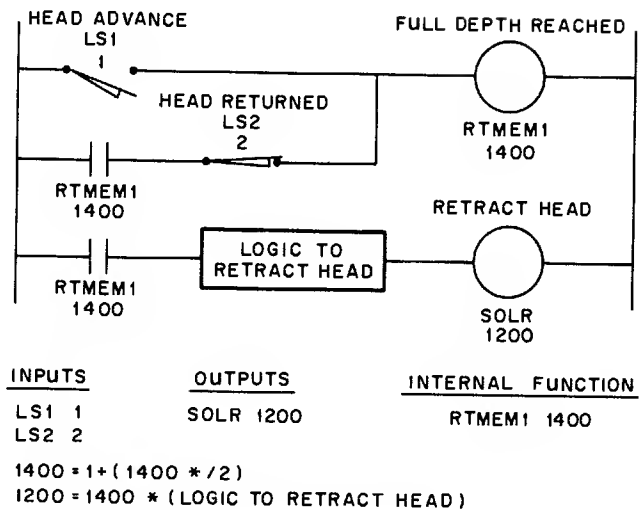 HEAD ADVANCE
LS1
1
FULL DEPTH REACHED
RTMEM1
1400
HEAD RETURNED
LS2
2
RTMEM1
1400
RETRACT HEAD
LOGIC TO
RETRACT HEAD
RTMEM1
1400
SOLR
1200
INPUTS
LS1 1
LS2 2
OUTPUTS
SOLR 1200
INTERNAL FUNCTION
RTMEM1 1400
1400 = 1+(1400 */2)
1200 = 1400 * (LOGIC TO RETRACT HEAD)